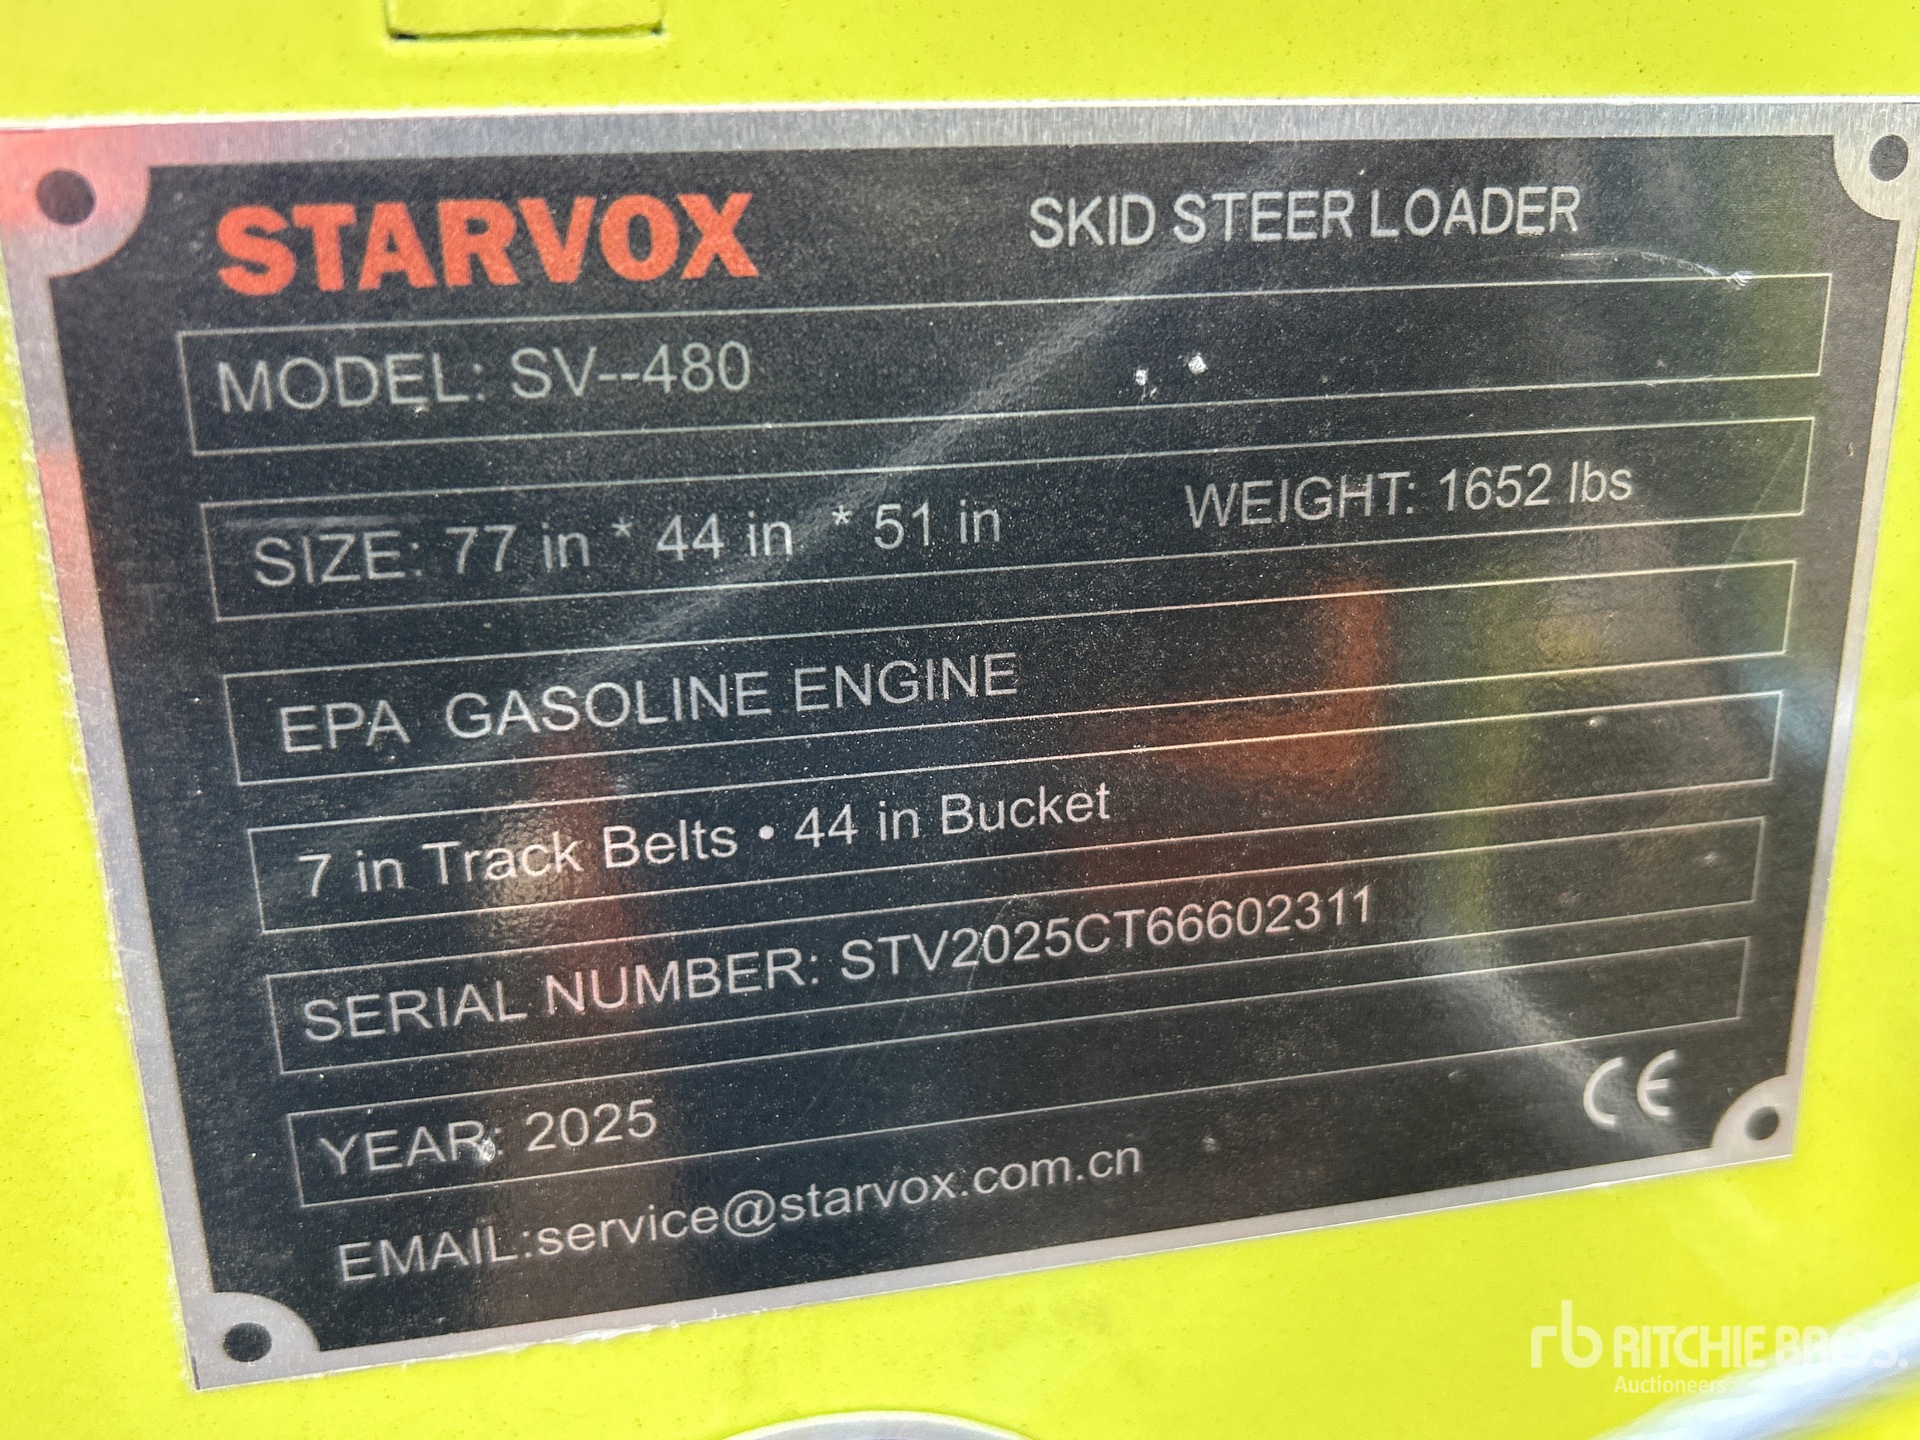 STARVOX SKID STEER LOADER
MODEL: SV--480
SIZE: 77 in * 44 in * 51 in WEIGHT: 1652 lbs
EPA GASOLINE ENGINE
7 in Track Belts • 44 in Bucket
SERIAL NUMBER: STV2025CT66602311
YEAR: 2025
CE
EMAIL:service@starvox.com.cn
rb RITCHIE BROS.
Auctioneers